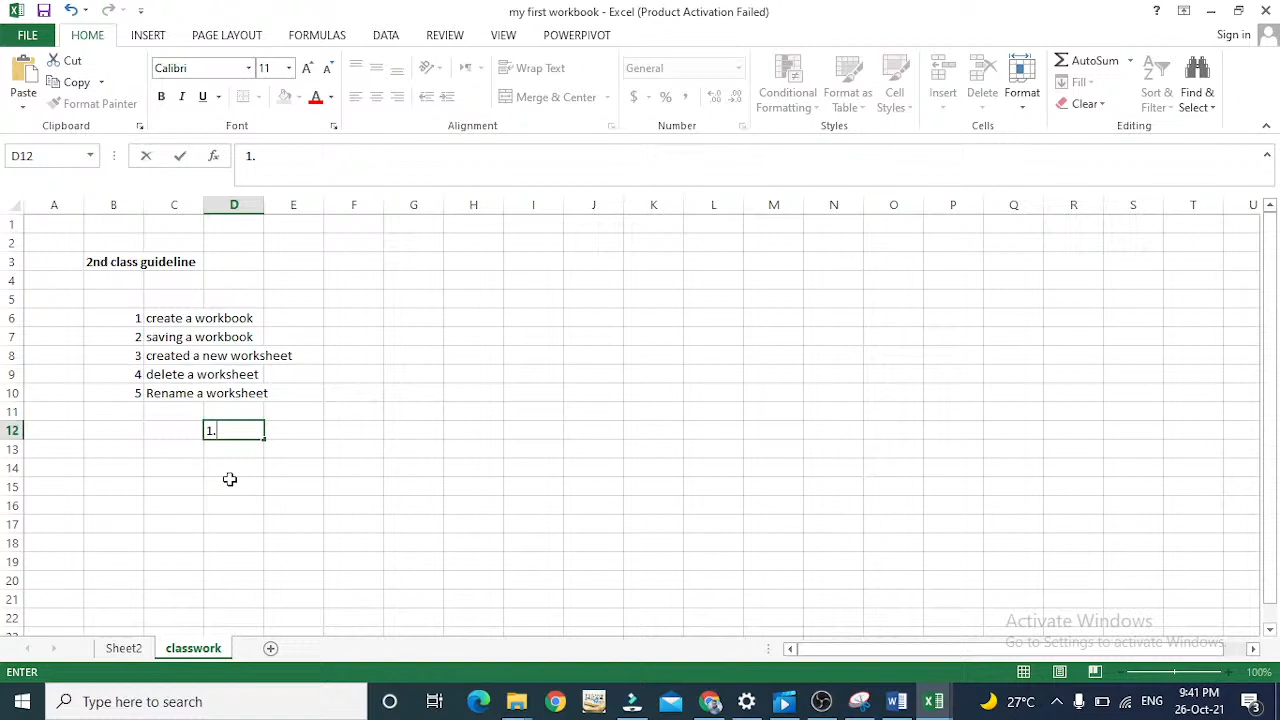 my first workbook - Excel (Product Activation Failed)
FILE HOME INSERT PAGE LAYOUT FORMULAS DATA REVIEW VIEW POWERPIVOT Sign in
Cut
Copy
Format Painter
Paste
Clipboard
Calibri 11
B I U A
Font
Wrap Text
Merge & Center
Alignment
General
$ % ,
Number
Conditional Formatting
Format as Table
Cell Styles
Styles
Insert Delete Format
Cells
AutoSum
Fill
Clear
Sort & Filter
Find & Select
Editing
D12 fx 1.
A B C D E F G H I J K L M N O P Q R S T U
1
2
3 2nd class guideline
4
5
6 1 create a workbook
7 2 saving a workbook
8 3 created a new worksheet
9 4 delete a worksheet
10 5 Rename a worksheet
11
12 1.
13
14
15
16
17
18
19
20
21
22
Activate Windows
Go to Settings to activate Windows.
Sheet2 classwork
ENTER 100%
Type here to search 27°C ENG 9:41 PM
26-Oct-21